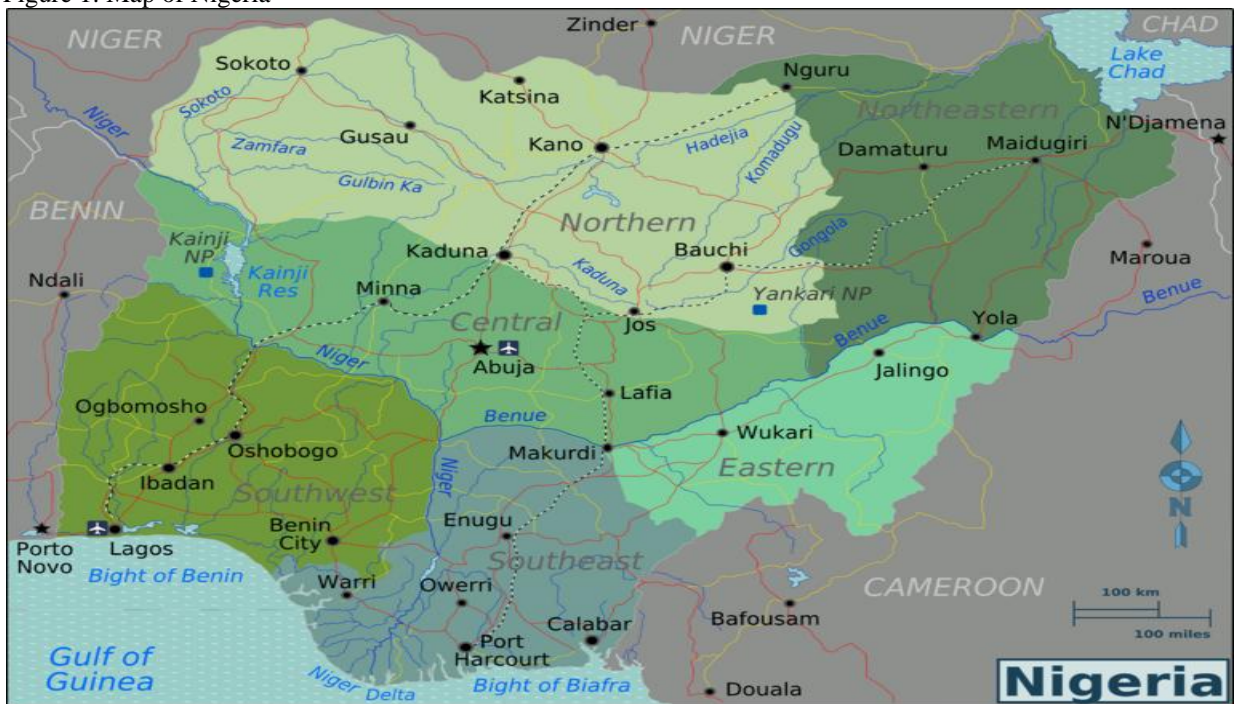 Figure 1: Map of Nigeria
NIGER
Zinder
NIGER
CHAD
Lake
Chad
Sokoto
Nguru
Katsina
Niger
Sokoto
Northeastern
Gusau
Kano
Hadejia
Komadugu
N'Djamena
Zamfara
Damaturu
Maidugiri
Gulbin Ka
BENIN
Northern
Gongola
Kainji
NP
Kaduna
Bauchi
Kaduna
Maroua
Kainji
Res
Ndali
Minna
Yankari NP
Benue
Central
Jos
Benue
Yola
Niger
Abuja
Jalingo
Lafia
Ogbomosho
Benue
Wukari
Oshobogo
Makurdi
Niger
Eastern
Ibadan
Southwest
N
Benin
City
Enugu
Porto
Novo
Lagos
Southeast
Bight of Benin
Warri
Owerri
CAMEROON
100 km
100 miles
Calabar
Bafousam
Port
Harcourt
Gulf of
Guinea
Niger Delta
Bight of Biafra
Douala
Nigeria